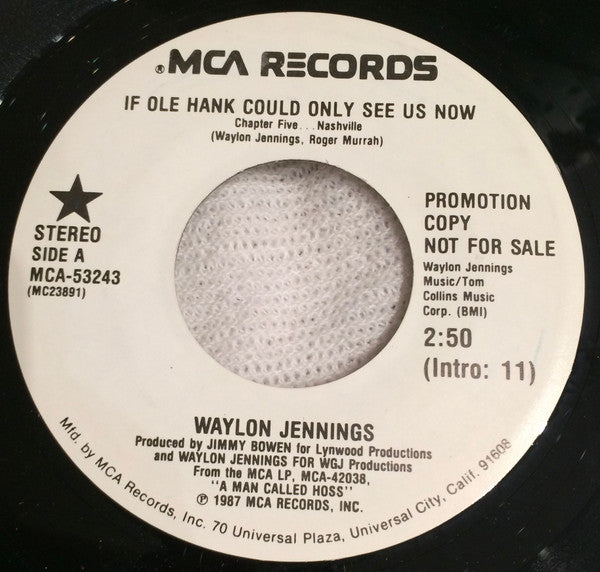 ® MCA RECORDS
IF OLE HANK COULD ONLY SEE US NOW
Chapter Five... Nashville
(Waylon Jennings, Roger Murrah)
STEREO
SIDE A
MCA-53243
(MC23891)
PROMOTION
COPY
NOT FOR SALE
Waylon Jennings
Music/Tom
Collins Music
Corp. (BMI)
2:50
(Intro: 11)
WAYLON JENNINGS
Produced by JIMMY BOWEN for Lynwood Productions
and WAYLON JENNINGS FOR WGJ Productions
From the MCA LP, MCA-42038,
"A MAN CALLED HOSS"
℗ 1987 MCA RECORDS, INC.
Mfd. by MCA Records, Inc. 70 Universal Plaza, Universal City, Calif. 91608